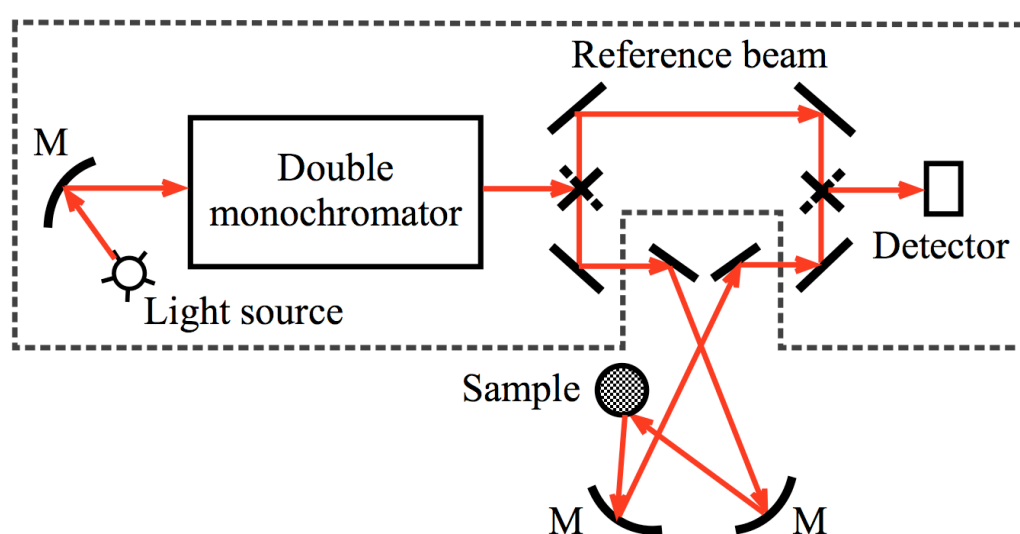 Reference beam
M
Double
monochromator
Detector
Light source
Sample
M
M